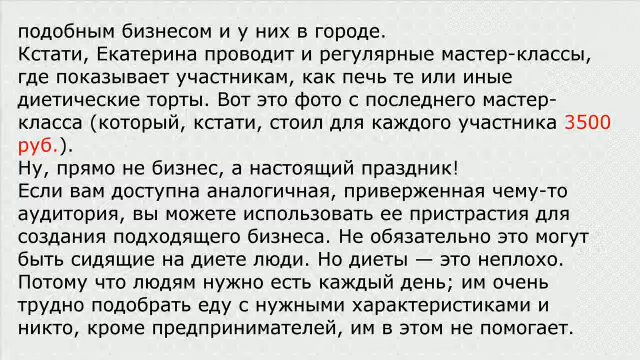 подобным бизнесом и у них в городе.
Кстати, Екатерина проводит и регулярные мастер-классы,
где показывает участникам, как печь те или иные
диетические торты. Вот это фото с последнего мастер-
класса (который, кстати, стоил для каждого участника 3500
руб.).
Ну, прямо не бизнес, а настоящий праздник!
Если вам доступна аналогичная, приверженная чему-то
аудитория, вы можете использовать ее пристрастия для
создания подходящего бизнеса. Не обязательно это могут
быть сидящие на диете люди. Но диеты — это неплохо.
Потому что людям нужно есть каждый день; им очень
трудно подобрать еду с нужными характеристиками и
никто, кроме предпринимателей, им в этом не помогает.